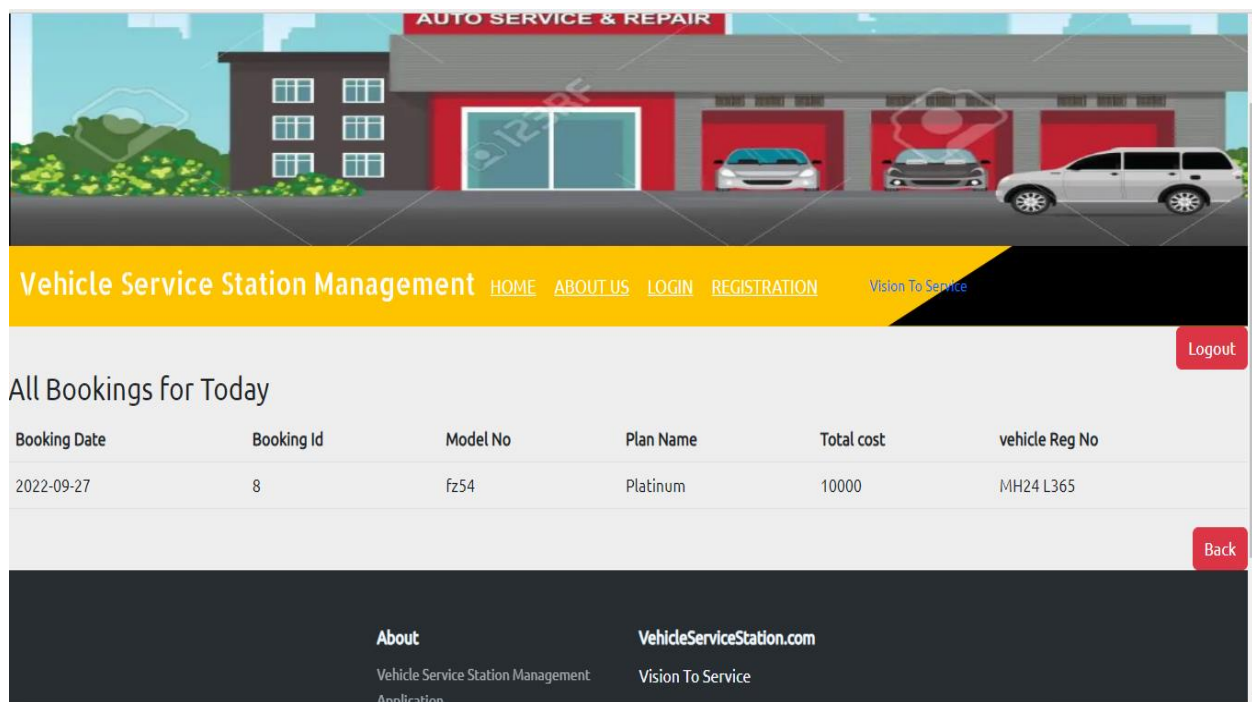 AUTO SERVICE & REPAIR
123RF
Vehicle Service Station Management HOME ABOUT US LOGIN REGISTRATION Vision To Service
Logout
All Bookings for Today
Booking Date Booking Id Model No Plan Name Total cost vehicle Reg No
2022-09-27 8 fz54 Platinum 10000 MH24 L365
Back
About VehicleServiceStation.com
Vehicle Service Station Management Vision To Service
Application